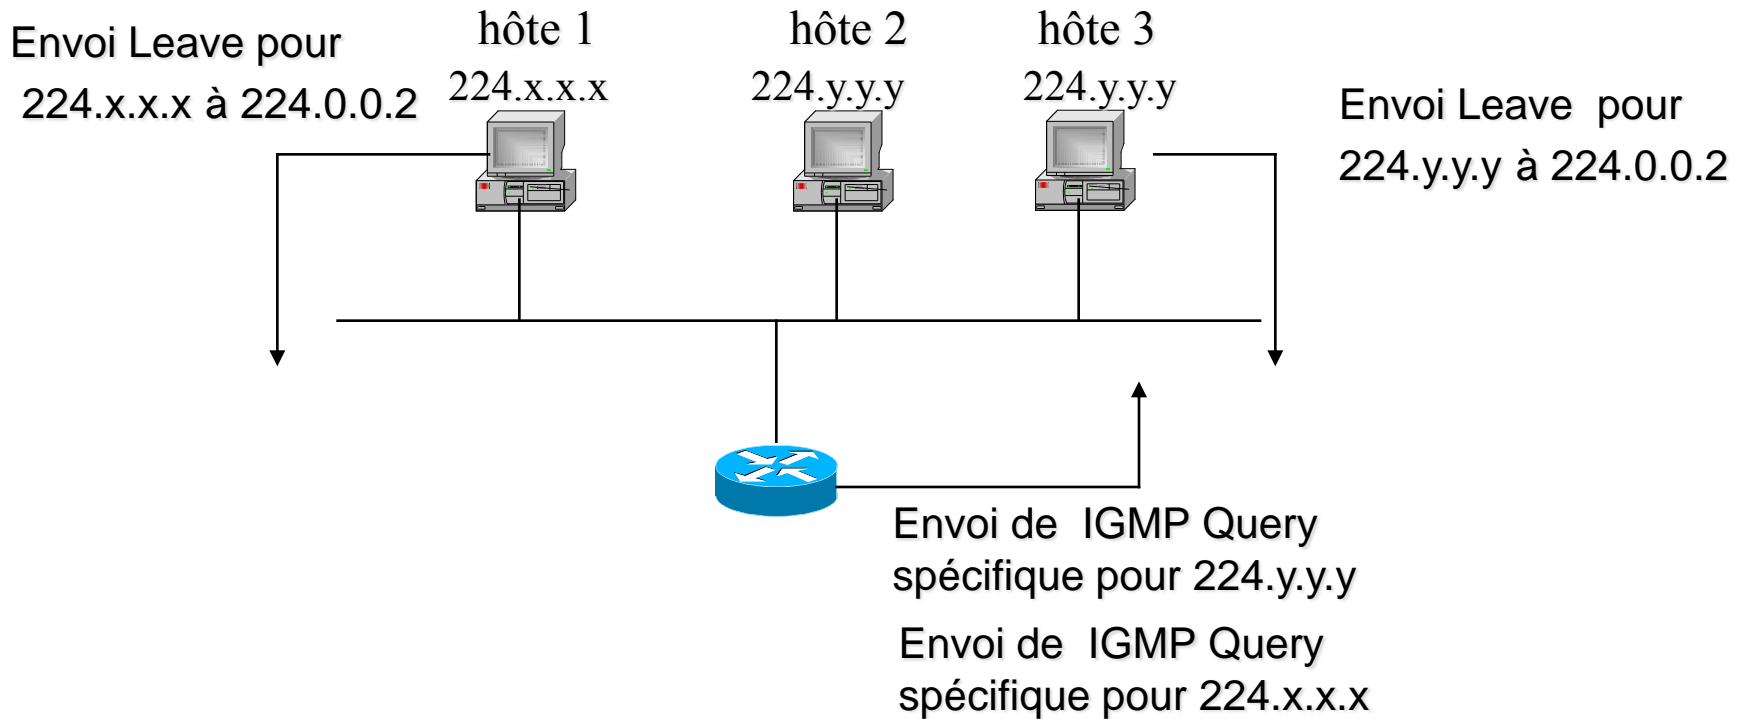 Envoi Leave pour
224.x.x.x à 224.0.0.2
hôte 1
224.x.x.x
hôte 2
224.y.y.y
hôte 3
224.y.y.y
Envoi Leave pour
224.y.y.y à 224.0.0.2
Envoi de IGMP Query
spécifique pour 224.y.y.y
Envoi de IGMP Query
spécifique pour 224.x.x.x